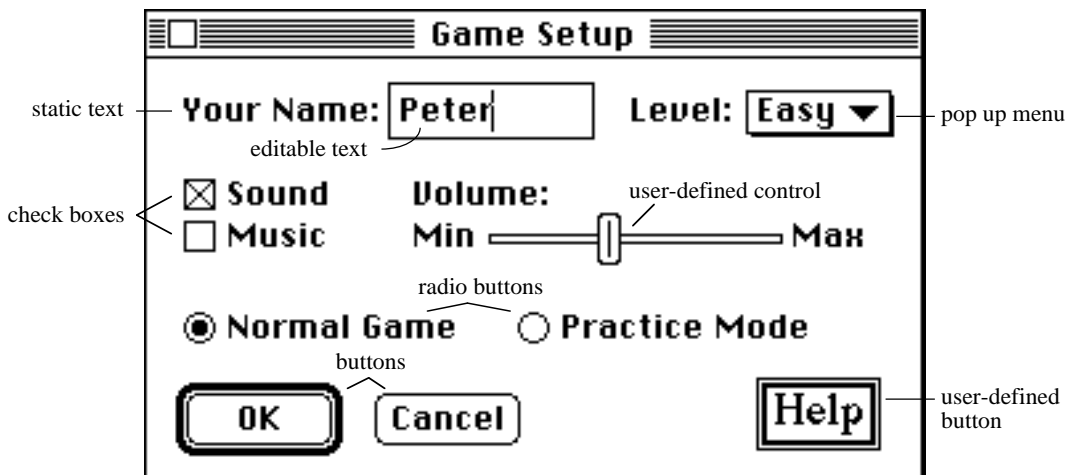 Game Setup
static text
Your Name:
Peter
Level:
Easy
pop up menu
editable text
check boxes
Sound
Volume:
user-defined control
Music
Min
Max
radio buttons
Normal Game
Practice Mode
buttons
OK
Cancel
Help
user-defined
button